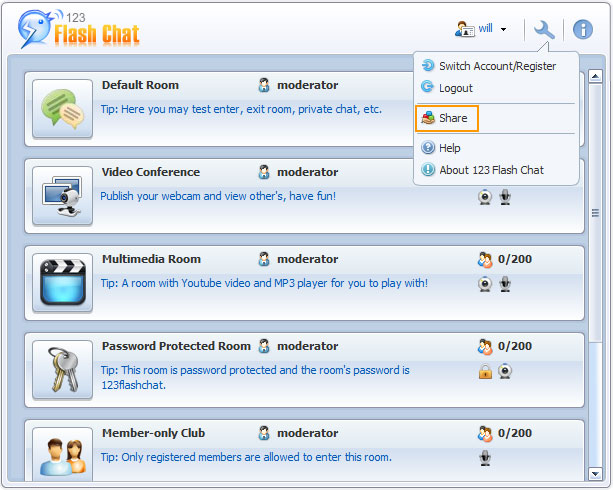 123
Flash Chat
will
Switch Account/Register
Logout
Share
Help
About 123 Flash Chat
Default Room
moderator
Tip: Here you may test enter, exit room, private chat, etc.
Video Conference
moderator
Publish your webcam and view other's, have fun!
Multimedia Room
moderator
0/200
Tip: A room with Youtube video and MP3 player for you to play with!
Password Protected Room
moderator
0/200
Tip: This room is password protected and the room's password is
123flashchat.
Member-only Club
moderator
0/200
Tip: Only registered members are allowed to enter this room.